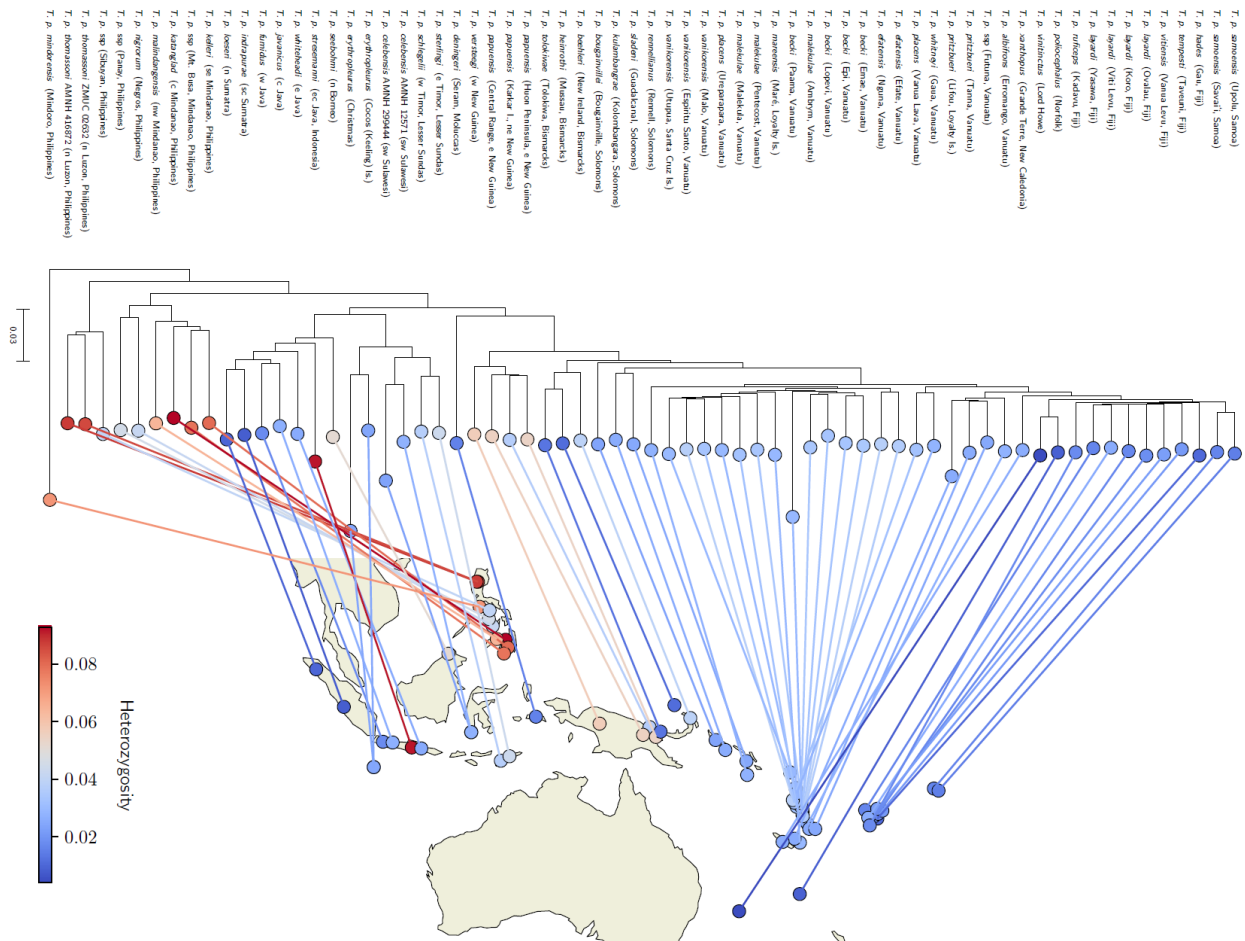 T. p. mindorensis (Mindoro, Philippines)
T. p. thomassoni AMNH 416872 (n Luzon, Philippines)
T. p. thomassoni ZMUC O2632 (n Luzon, Philippines)
T. p. ssp (Sibuyan, Philippines)
T. p. ssp (Panay, Philippines)
T. p. nigrorum (Negros, Philippines)
T. p. malindangensis (nw Mindanao, Philippines)
T. p. katanglad (c Mindanao, Philippines)
T. p. ssp (Mt. Busa, Mindanao, Philippines)
T. p. kelleri (se Mindanao, Philippines)
T. p. loeseri (n Sumatra)
T. p. indrapurae (sc Sumatra)
T. p. fumidus (w Java)
T. p. javanicus (c Java)
T. p. whiteheadi (e Java)
T. p. stresemanni (ec Java, Indonesia)
T. p. seebohmi (n Borneo)
T. p. erythropleurus (Christmas)
T. p. erythropleurus (Cocos (Keeling) Is.)
T. p. celebensis AMNH 299444 (sw Sulawesi)
T. p. celebensis AMNH 12571 (sw Sulawesi)
T. p. schlegelii (w Timor, Lesser Sundas)
T. p. sterlingi (e Timor, Lesser Sundas)
T. p. deningeri (Seram, Moluccas)
T. p. versteegi (w New Guinea)
T. p. papuensis (Central Range, e New Guinea)
T. p. papuensis (Karkar I., ne New Guinea)
T. p. papuensis (Huon Peninsula, e New Guinea)
T. p. tolokiwae (Tolokiwa, Bismarcks)
T. p. heinrothi (Mussau, Bismarcks)
T. p. beehleri (New Ireland, Bismarcks)
T. p. bougainvillei (Bougainville, Solomons)
T. p. kulambangrae (Kolombangara, Solomons)
T. p. sladeni (Guadalcanal, Solomons)
T. p. rennellianus (Rennell, Solomons)
T. p. vanikorensis (Utupua, Santa Cruz Is.)
T. p. vanikorensis (Espiritu Santo, Vanuatu)
T. p. vanikorensis (Malo, Vanuatu)
T. p. placens (Ureparapara, Vanuatu)
T. p. malekulae (Malekula, Vanuatu)
T. p. malekulae (Pentecost, Vanuatu)
T. p. mareensis (Maré, Loyalty Is.)
T. p. becki (Paama, Vanuatu)
T. p. malekulae (Ambrym, Vanuatu)
T. p. becki (Lopevi, Vanuatu)
T. p. becki (Epi, Vanuatu)
T. p. becki (Emae, Vanuatu)
T. p. efatensis (Nguna, Vanuatu)
T. p. efatensis (Efate, Vanuatu)
T. p. placens (Vanua Lava, Vanuatu)
T. p. whitneyi (Gaua, Vanuatu)
T. p. pritzbueri (Lifou, Loyalty Is.)
T. p. pritzbueri (Tanna, Vanuatu)
T. p. ssp (Futuna, Vanuatu)
T. p. albifrons (Erromango, Vanuatu)
T. p. xanthopus (Grande Terre, New Caledonia)
T. p. vinitinctus (Lord Howe)
T. p. poliocephalus (Norfolk)
T. p. ruficeps (Kadavu, Fiji)
T. p. layardi (Yasawa, Fiji)
T. p. layardi (Viti Levu, Fiji)
T. p. layardi (Koro, Fiji)
T. p. layardi (Ovalau, Fiji)
T. p. vitiensis (Vanua Levu, Fiji)
T. p. tempesti (Taveuni, Fiji)
T. p. hades (Gau, Fiji)
T. p. samoensis (Savai'i, Samoa)
T. p. samoensis (Upolu, Samoa)
0.03
0.08
0.06
0.04
0.02
Heterozygosity